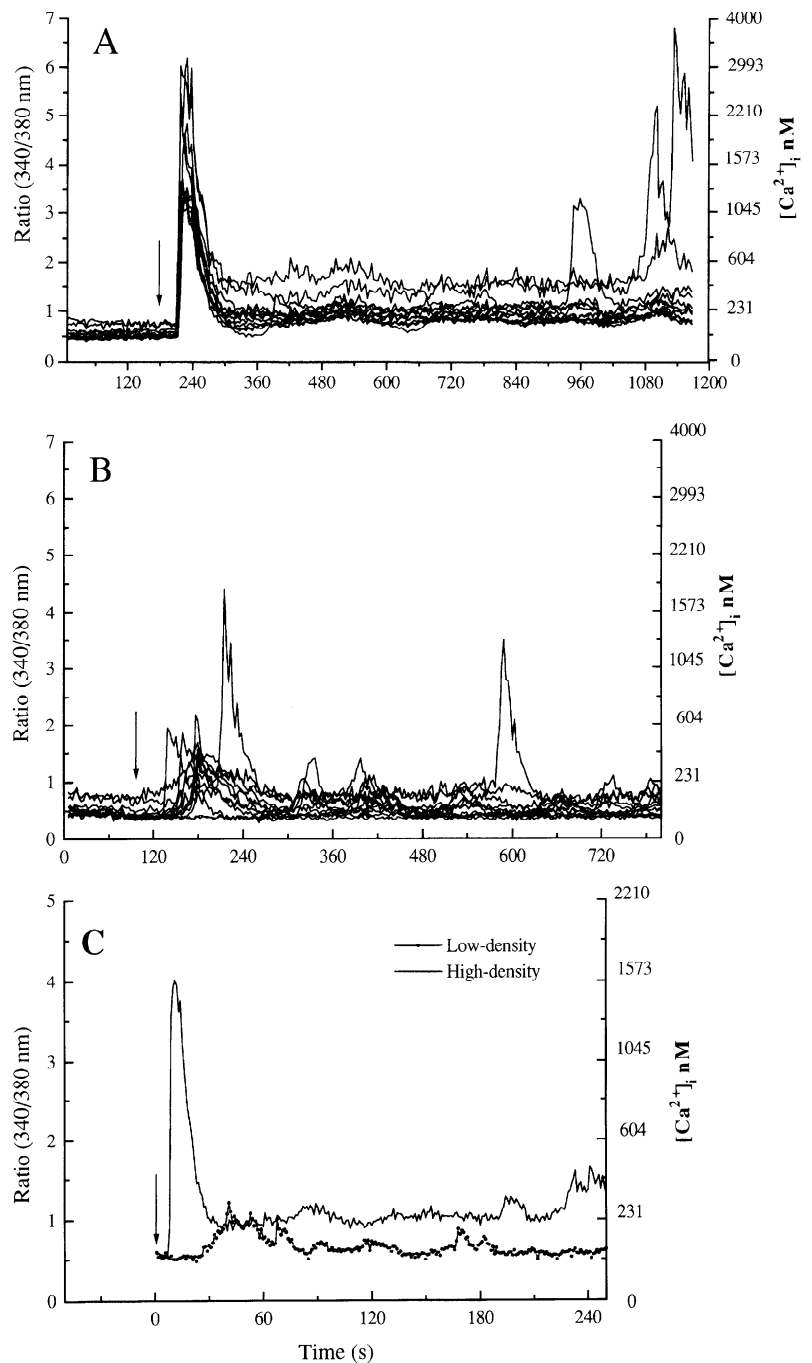 A
Ratio (340/380 nm)
7
6
5
4
3
2
1
0
4000
2993
2210
1573
1045
604
231
0
[Ca2+]i nM
120 240 360 480 600 720 840 960 1080 1200
B
Ratio (340/380 nm)
7
6
5
4
3
2
1
0
4000
2993
2210
1573
1045
604
231
0
[Ca2+]i nM
0 120 240 360 480 600 720
C
Low-density
High-density
Ratio (340/380 nm)
5
4
3
2
1
0
2210
1573
1045
604
231
0
[Ca2+]i nM
0 60 120 180 240
Time (s)